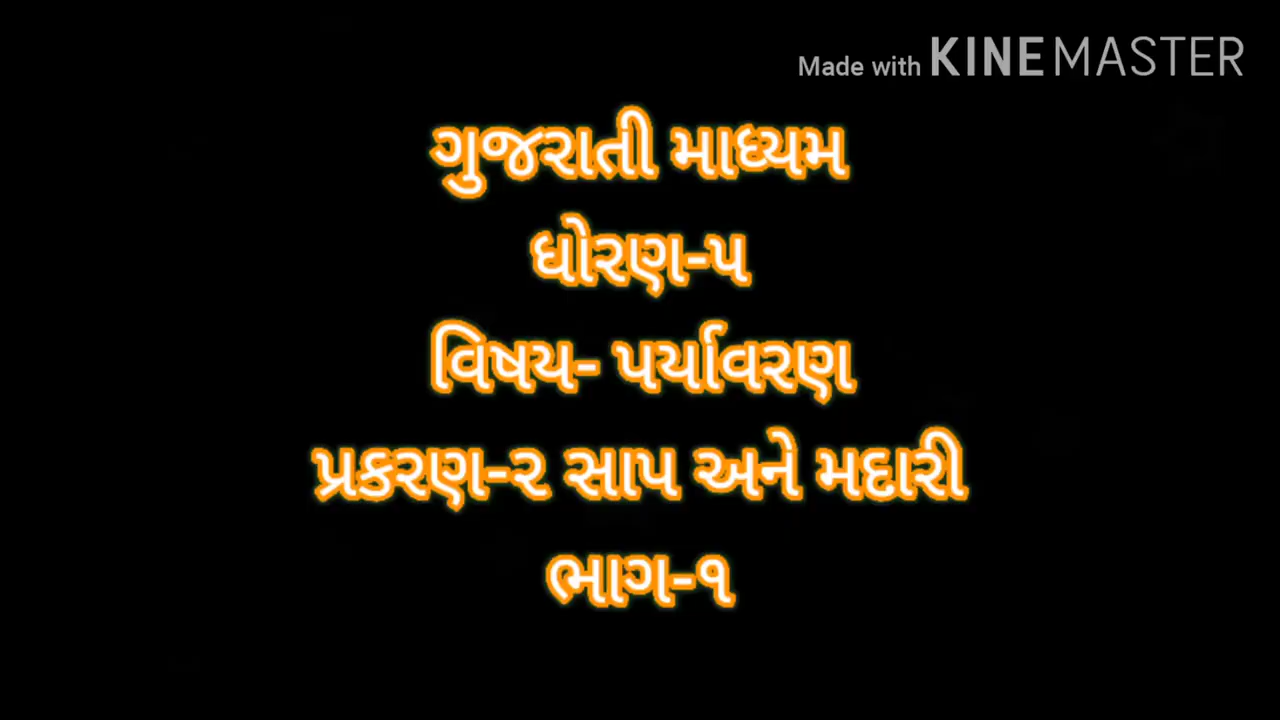 Made with KINEMASTER
ગુજરાતી માધ્યમ
ધોરણ-૫
વિષય- પર્યાવરણ
પ્રકરણ-૨ સાપ અને મદારી
ભાગ-૧